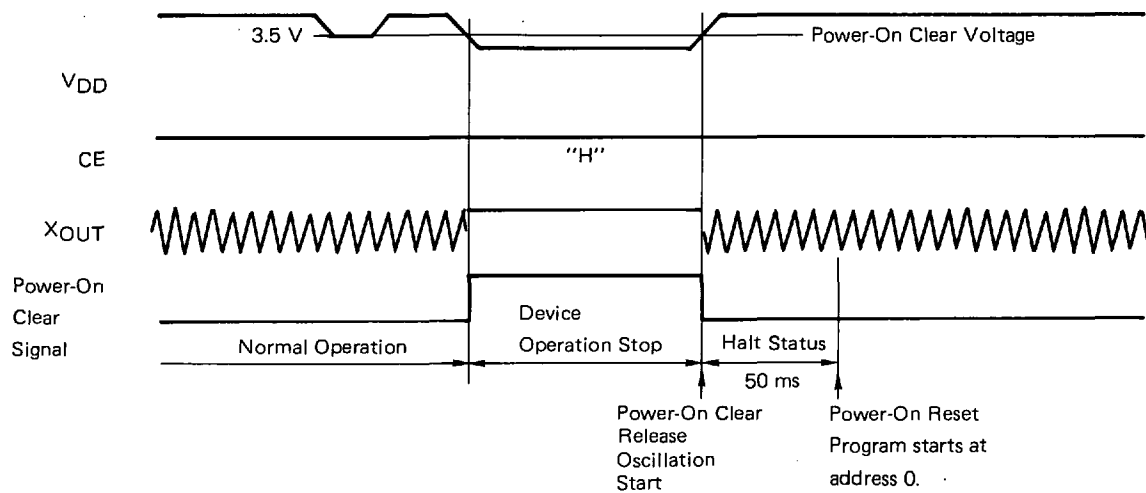 3.5 V
Power-On Clear Voltage
VDD
CE
"H"
XOUT
Power-On
Clear
Signal
Normal Operation
Device
Operation Stop
Halt Status
50 ms
Power-On Clear
Release
Oscillation
Start
Power-On Reset
Program starts at
address 0.